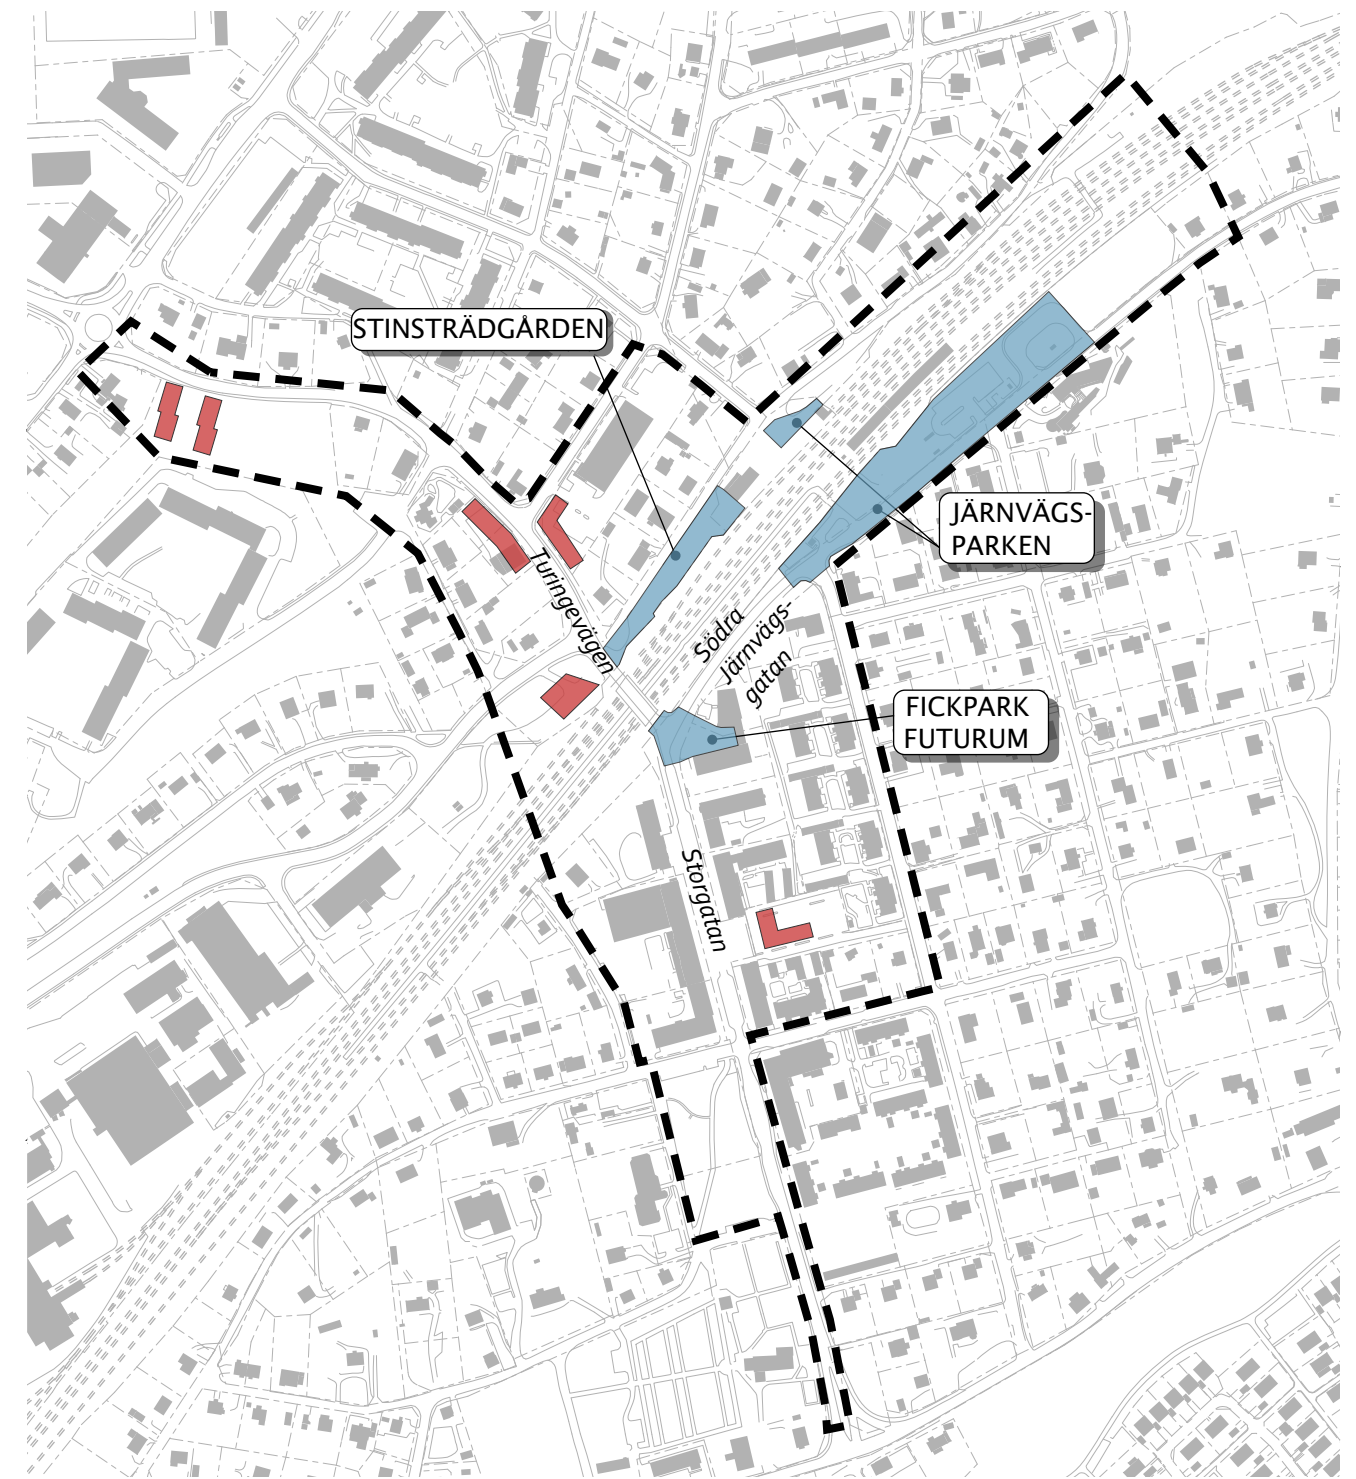 STINSTRÄDGÅRDEN
JÄRNVÄGS-
PARKEN
Turingevägen
Södra
Järnvägs-
gatan
FICKPARK
FUTURUM
Storgatan